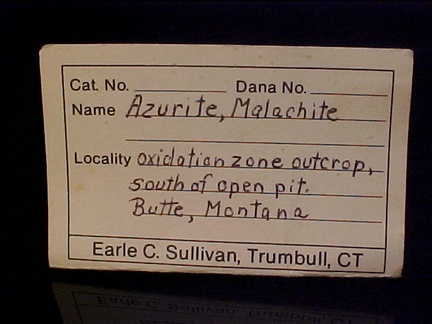 Cat. No. Dana No.
Name Azurite, Malachite
Locality oxidation zone outcrop,
south of open pit.
Butte, Montana
Earle C. Sullivan, Trumbull, CT